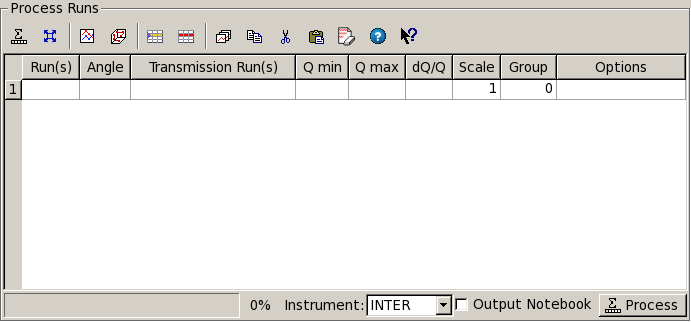 Process Runs
Run(s) Angle Transmission Run(s) Q min Q max dQ/Q Scale Group Options
1 1 0
0% Instrument: INTER Output Notebook Process